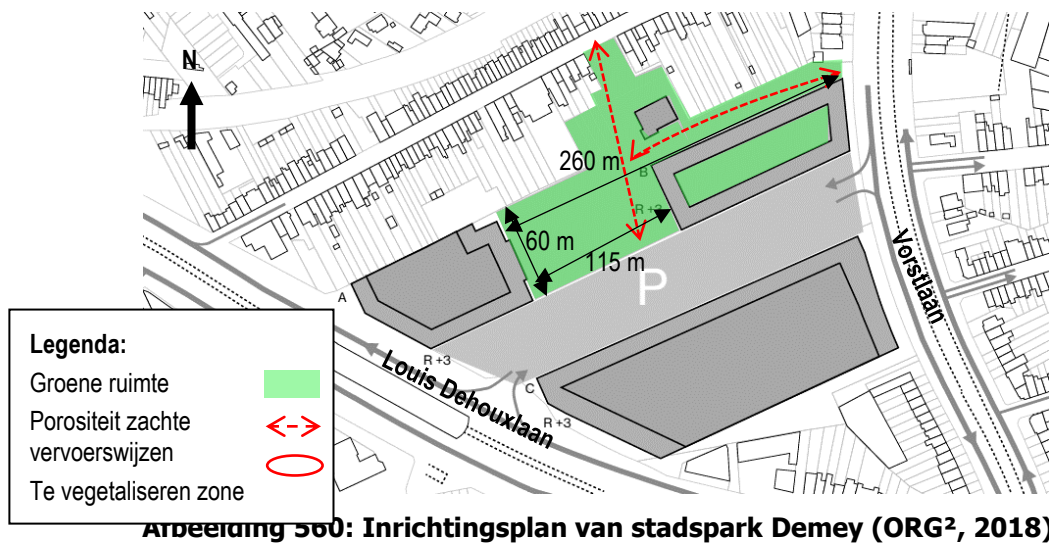 N
260 m
B
R +3
60 m
115 m
P
A
R +3
Louis Dehouxlaan
C
R +3
Vorstlaan
Legenda:
Groene ruimte
Porositeit zachte
vervoerswijzen
Te vegetaliseren zone
Afbeelding 560: Inrichtingsplan van stadspark Demey (ORG², 2018)